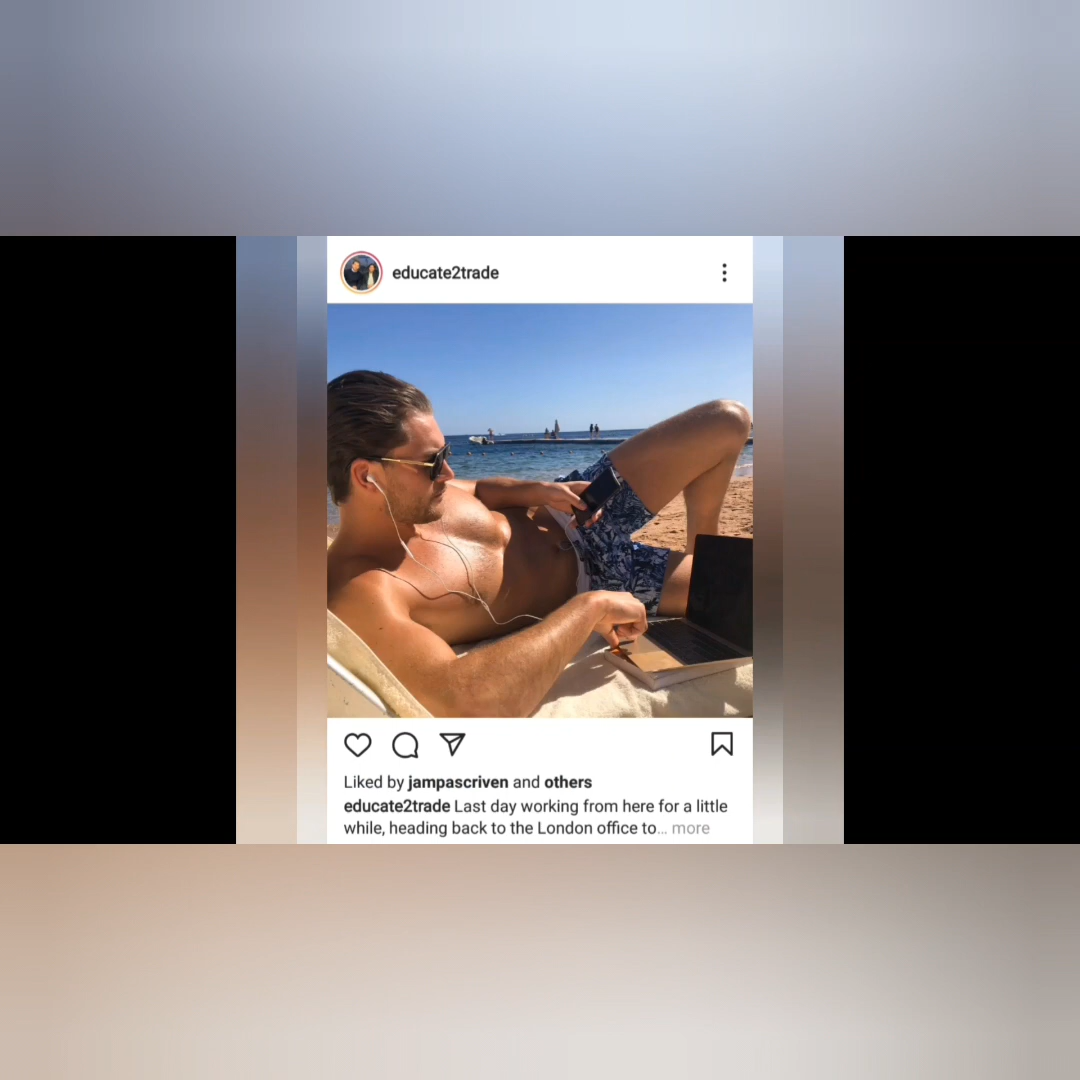 educate2trade
Liked by jampascriven and others
educate2trade Last day working from here for a little
while, heading back to the London office to... more